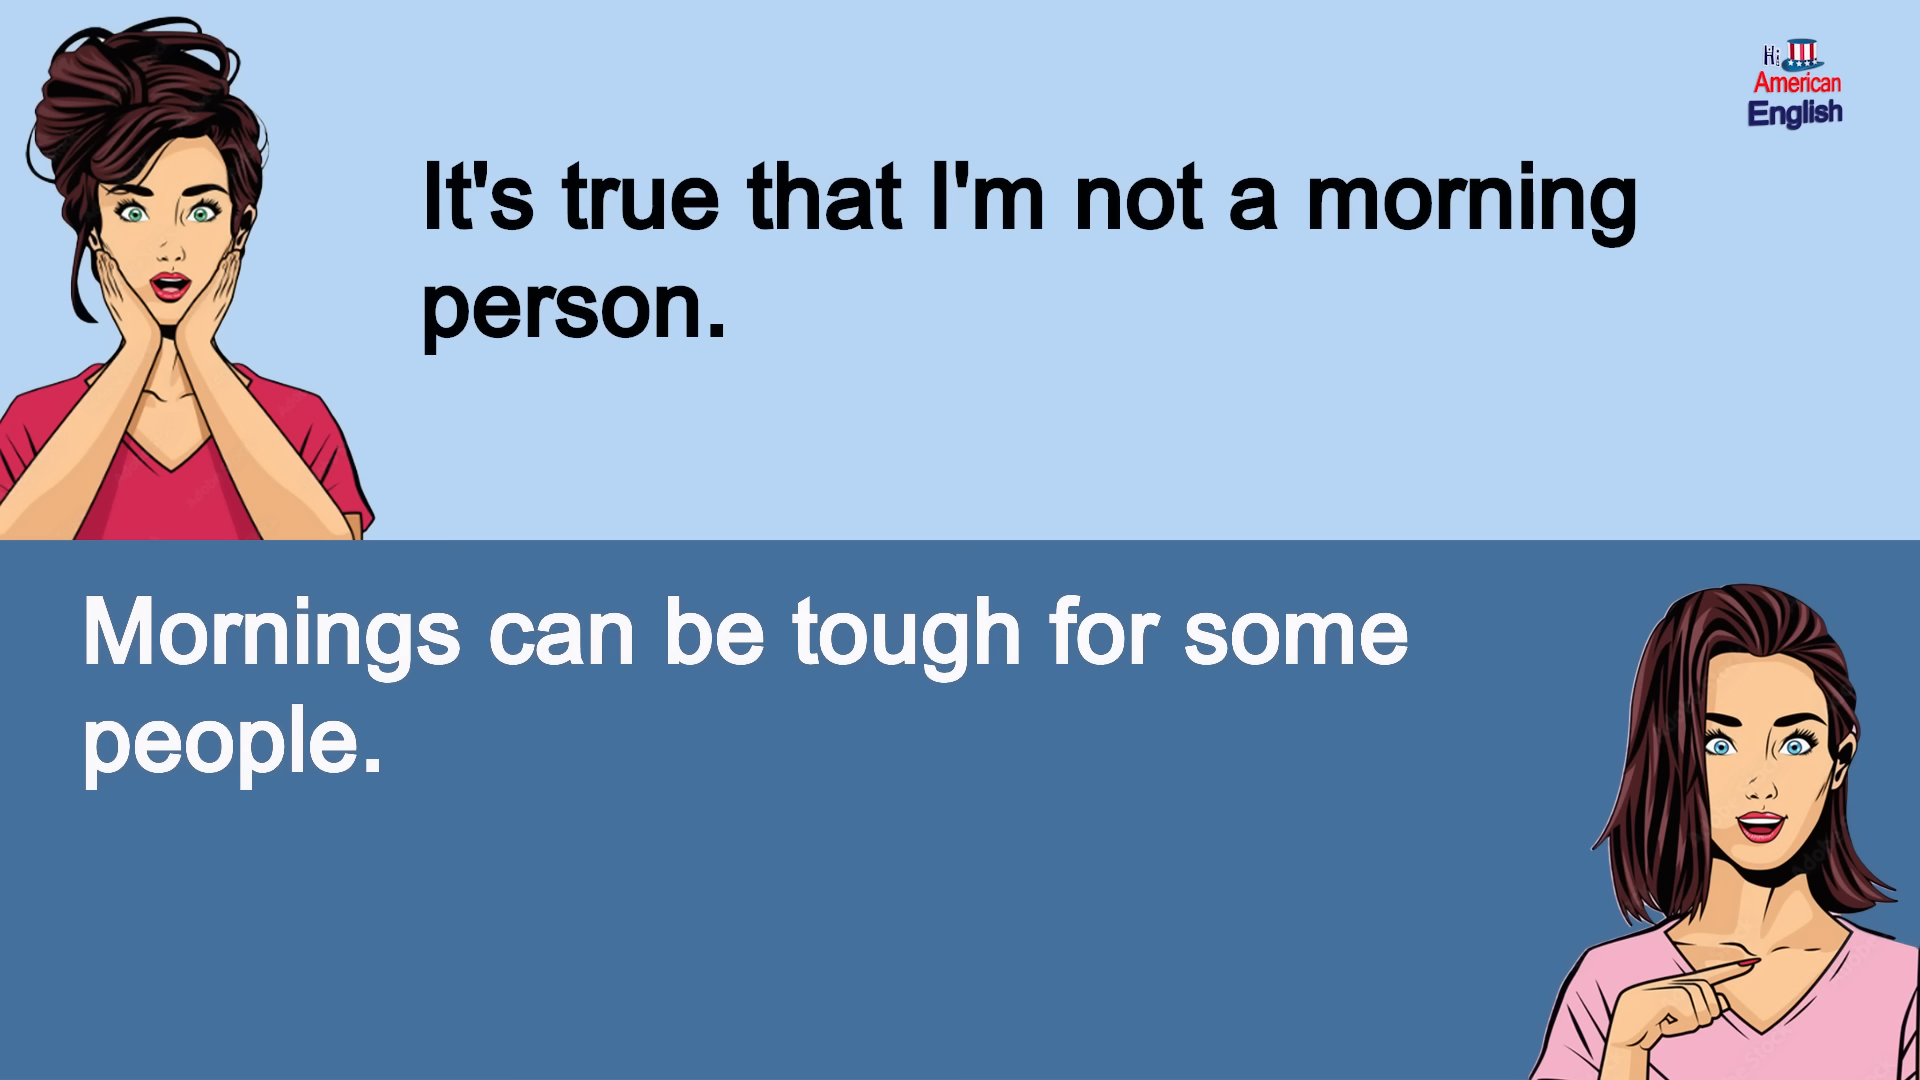 Hi
American
English
It's true that I'm not a morning
person.
Mornings can be tough for some
people.